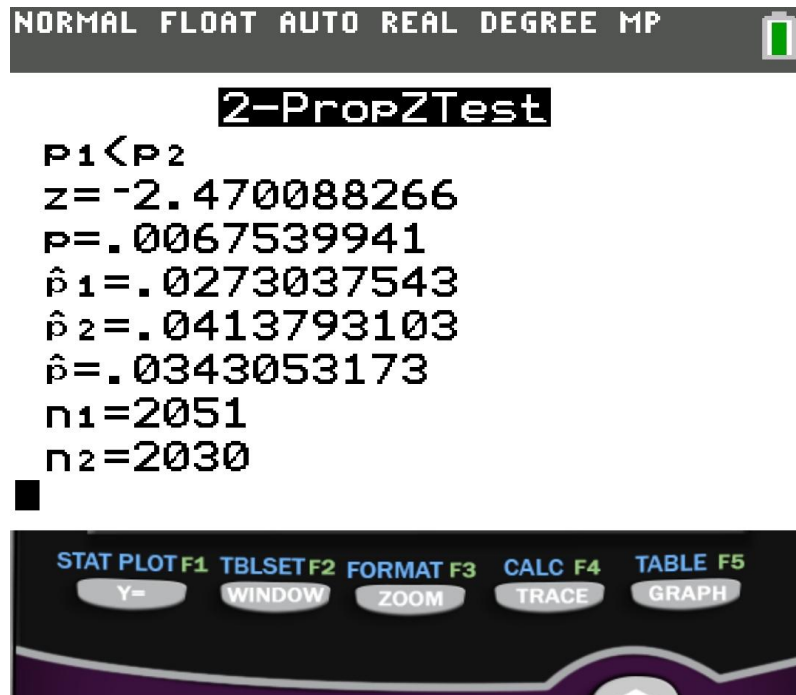 NORMAL FLOAT AUTO REAL DEGREE MP
2-PropZTest
p1<p2
z=-2.470088266
p=.0067539941
p̂1=.0273037543
p̂2=.0413793103
p̂=.0343053173
n1=2051
n2=2030
STAT PLOT F1 TBLSET F2 FORMAT F3 CALC F4 TABLE F5
Y= WINDOW ZOOM TRACE GRAPH